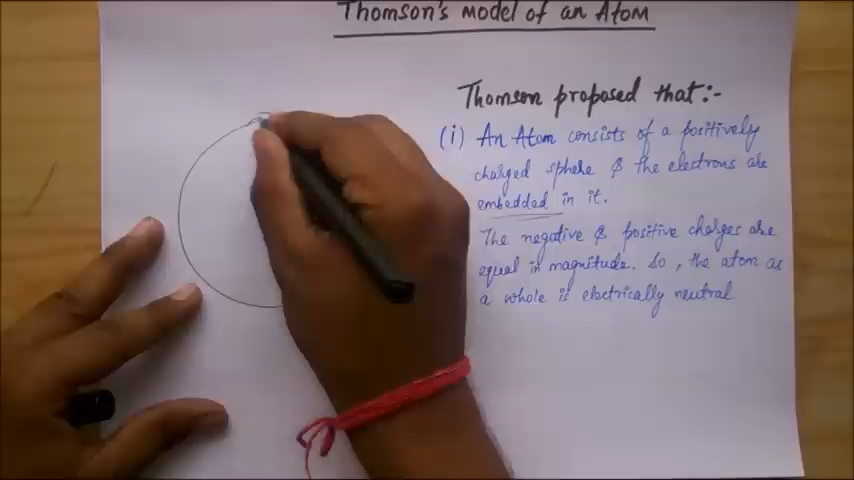 Thomson's model of an Atom
Thomson proposed that:-
(i) An Atom consists of a positively
charged sphere & the electrons are
embedded in it.
The negative & positive charges are
equal in magnitude. So, the atom as
a whole is electrically neutral